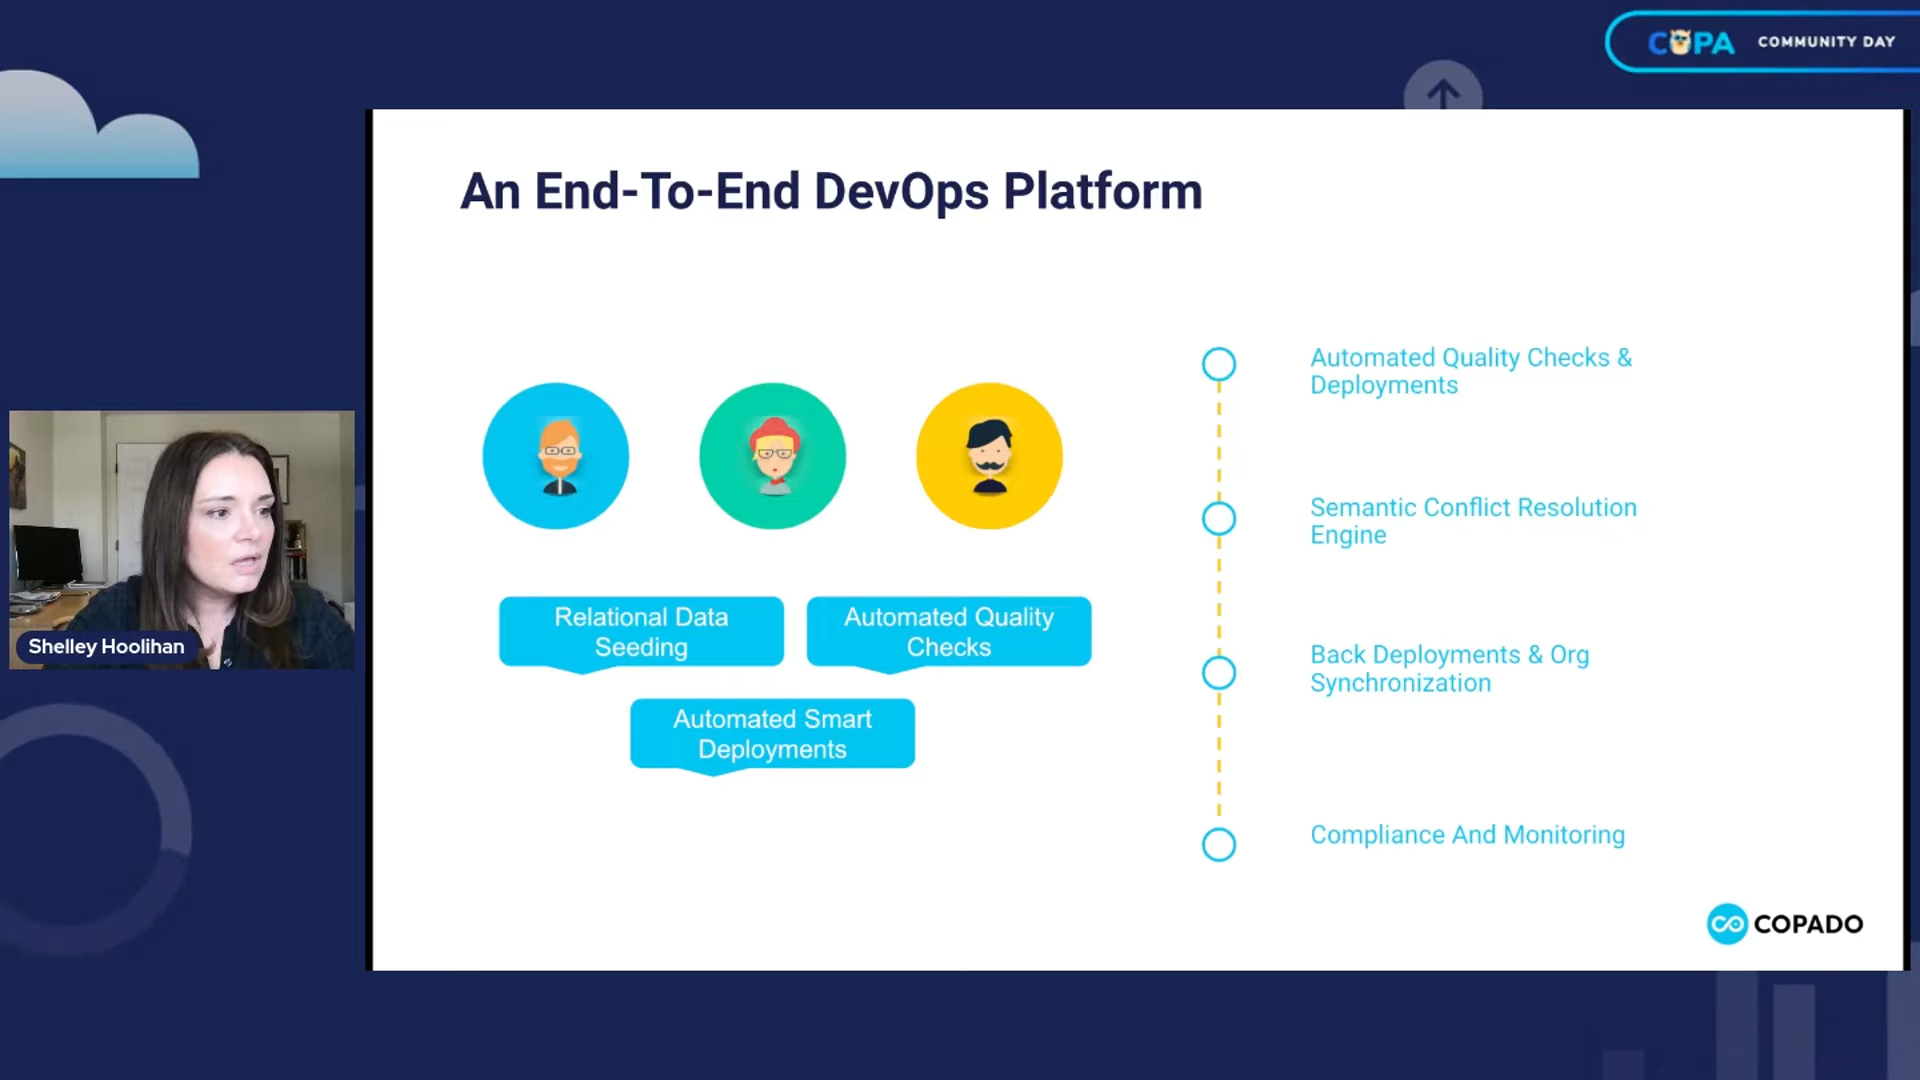 COPA COMMUNITY DAY
An End-To-End DevOps Platform
Relational Data
Seeding
Automated Quality
Checks
Automated Smart
Deployments
Automated Quality Checks &
Deployments
Semantic Conflict Resolution
Engine
Back Deployments & Org
Synchronization
Compliance And Monitoring
Shelley Hoolihan
CO COPADO